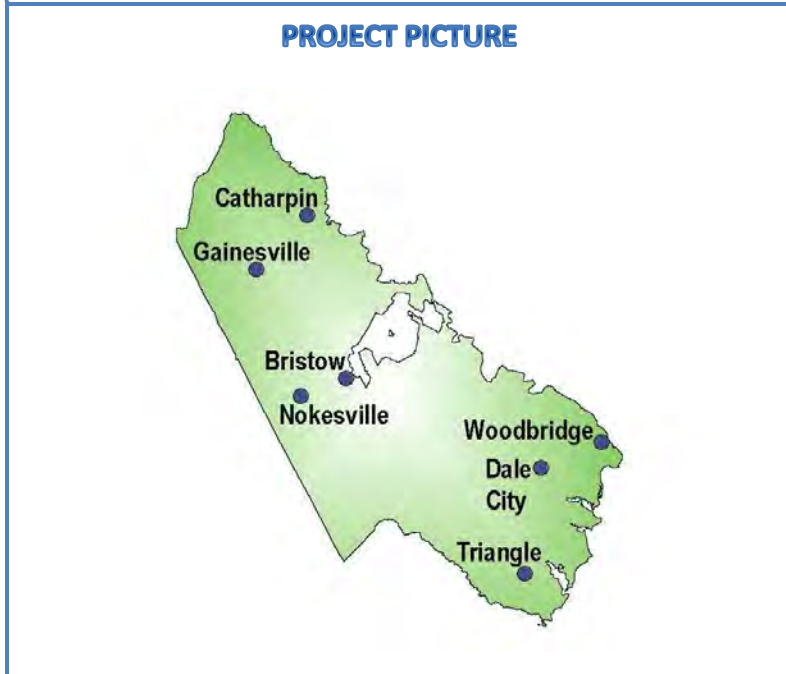 PROJECT PICTURE
Catharpin
Gainesville
Bristow
Nokesville
Woodbridge
Dale
City
Triangle